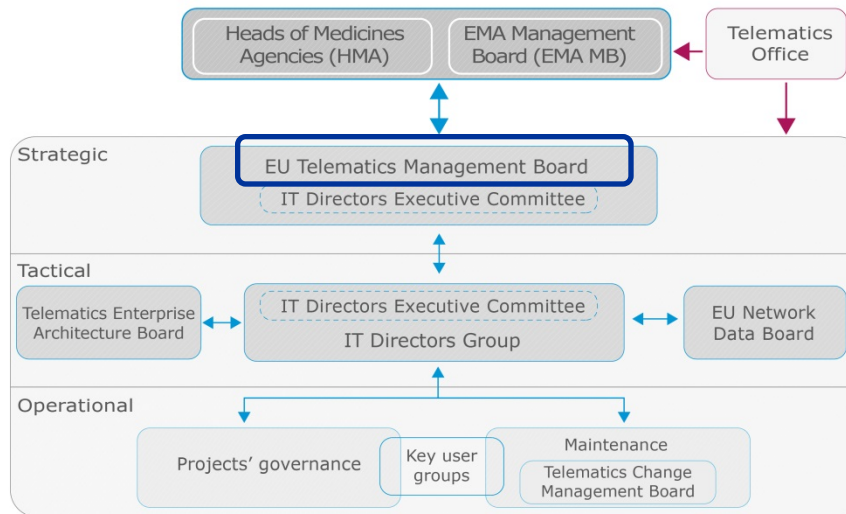 Heads of Medicines
Agencies (HMA)
EMA Management
Board (EMA MB)
Telematics
Office
Strategic
EU Telematics Management Board
IT Directors Executive Committee
Tactical
Telematics Enterprise
Architecture Board
IT Directors Executive Committee
IT Directors Group
EU Network
Data Board
Operational
Projects' governance
Key user
groups
Maintenance
Telematics Change
Management Board